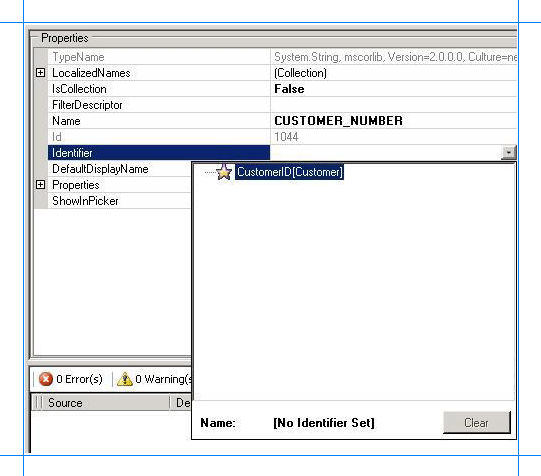 Properties
TypeName System.String, mscorlib, Version=2.0.0.0, Culture=ne
LocalizedNames (Collection)
IsCollection False
FilterDescriptor
Name CUSTOMER_NUMBER
Id 1044
Identifier
DefaultDisplayName
CustomerID[Customer]
Properties
ShowInPicker
0 Error(s) 0 Warning(s
Source De
Name: [No Identifier Set] Clear